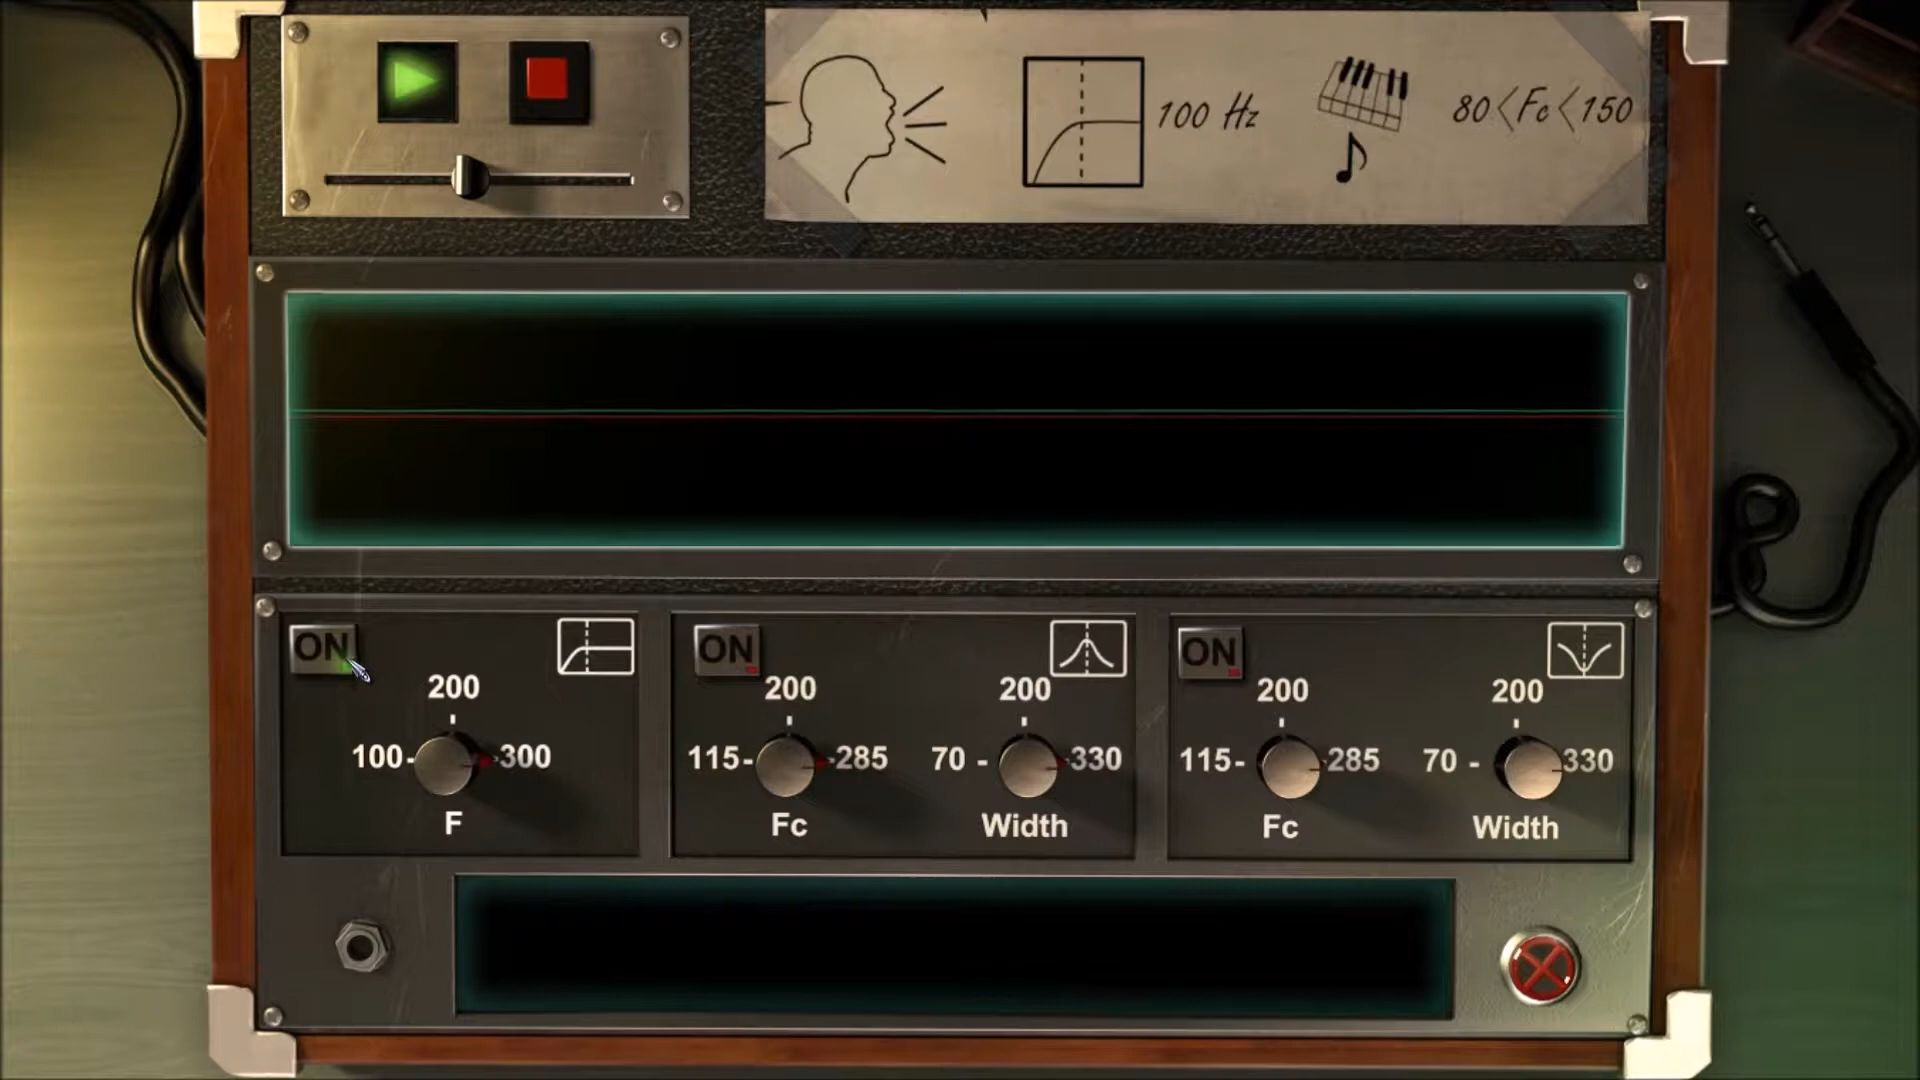 100 Hz
80<Fc<150
ON
200
100-
-300
F
ON
200
115-
-285
Fc
200
70 -
-330
Width
ON
200
115-
-285
Fc
200
70 -
330
Width